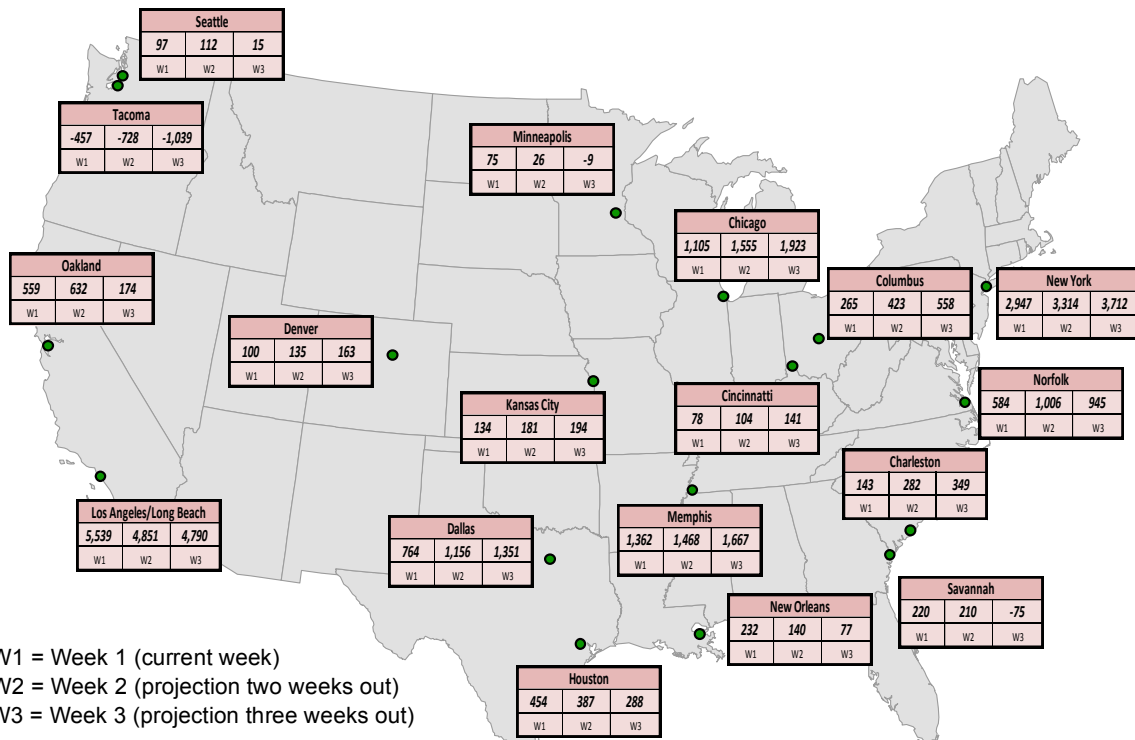 Seattle
97 112 15
W1 W2 W3
Tacoma
-457 -728 -1,039
W1 W2 W3
Minneapolis
75 26 -9
W1 W2 W3
Chicago
1,105 1,555 1,923
W1 W2 W3
Oakland
559 632 174
W1 W2 W3
Columbus
265 423 558
W1 W2 W3
New York
2,947 3,314 3,712
W1 W2 W3
Denver
100 135 163
W1 W2 W3
Norfolk
584 1,006 945
W1 W2 W3
Kansas City
134 181 194
W1 W2 W3
Cincinnatti
78 104 141
W1 W2 W3
Charleston
143 282 349
W1 W2 W3
Los Angeles/Long Beach
5,539 4,851 4,790
W1 W2 W3
Dallas
764 1,156 1,351
W1 W2 W3
Memphis
1,362 1,468 1,667
W1 W2 W3
Savannah
220 210 -75
W1 W2 W3
New Orleans
232 140 77
W1 W2 W3
Houston
454 387 288
W1 W2 W3
W1 = Week 1 (current week)
W2 = Week 2 (projection two weeks out)
W3 = Week 3 (projection three weeks out)